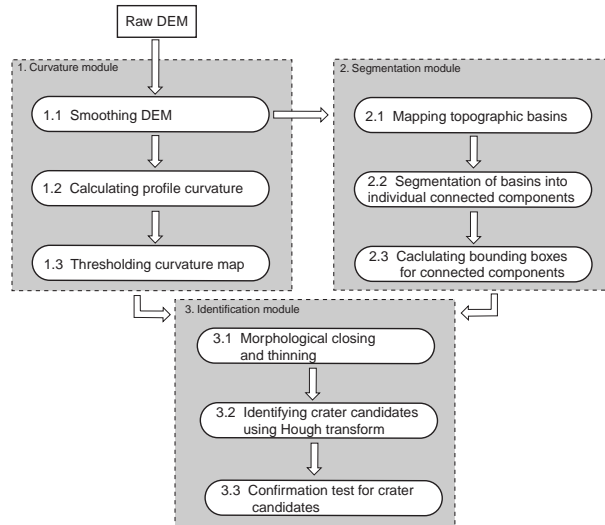 Raw DEM
1. Curvature module
1.1 Smoothing DEM
1.2 Calculating profile curvature
1.3 Thresholding curvature map
2. Segmentation module
2.1 Mapping topographic basins
2.2 Segmentation of basins into
individual connected components
2.3 Caclulating bounding boxes
for connected components
3. Identification module
3.1 Morphological closing
and thinning
3.2 Identifying crater candidates
using Hough transform
3.3 Confirmation test for crater
candidates